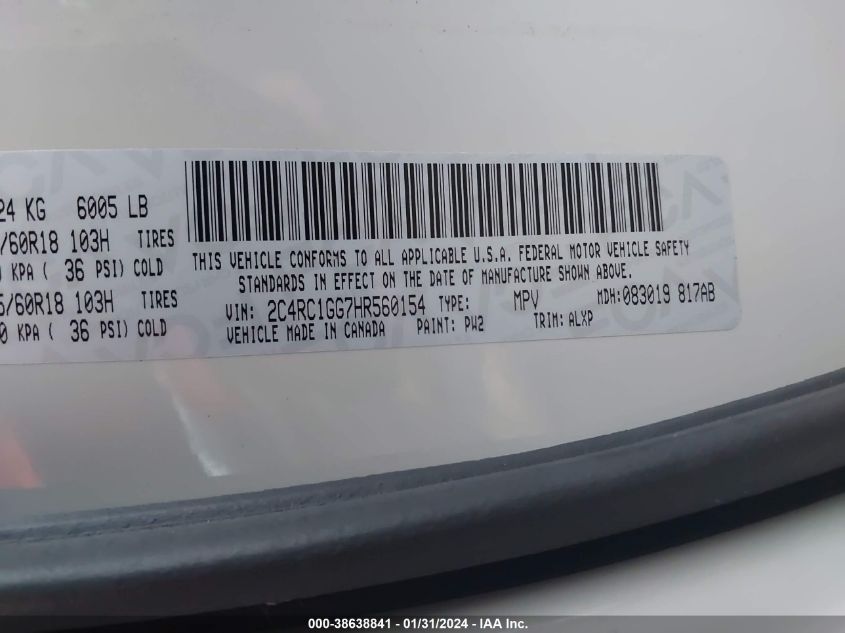 24 KG 6005 LB
/60R18 103H TIRES
0 KPA ( 36 PSI) COLD
5/60R18 103H TIRES
0 KPA ( 36 PSI) COLD
THIS VEHICLE CONFORMS TO ALL APPLICABLE U.S.A. FEDERAL MOTOR VEHICLE SAFETY
STANDARDS IN EFFECT ON THE DATE OF MANUFACTURE SHOWN ABOVE.
VIN: 2C4RC1GG7HR560154 TYPE: MPV MDH:083019 817AB
VEHICLE MADE IN CANADA PAINT: PW2 TRIM: ALXP
000-38638841 - 01/31/2024 - IAA Inc.